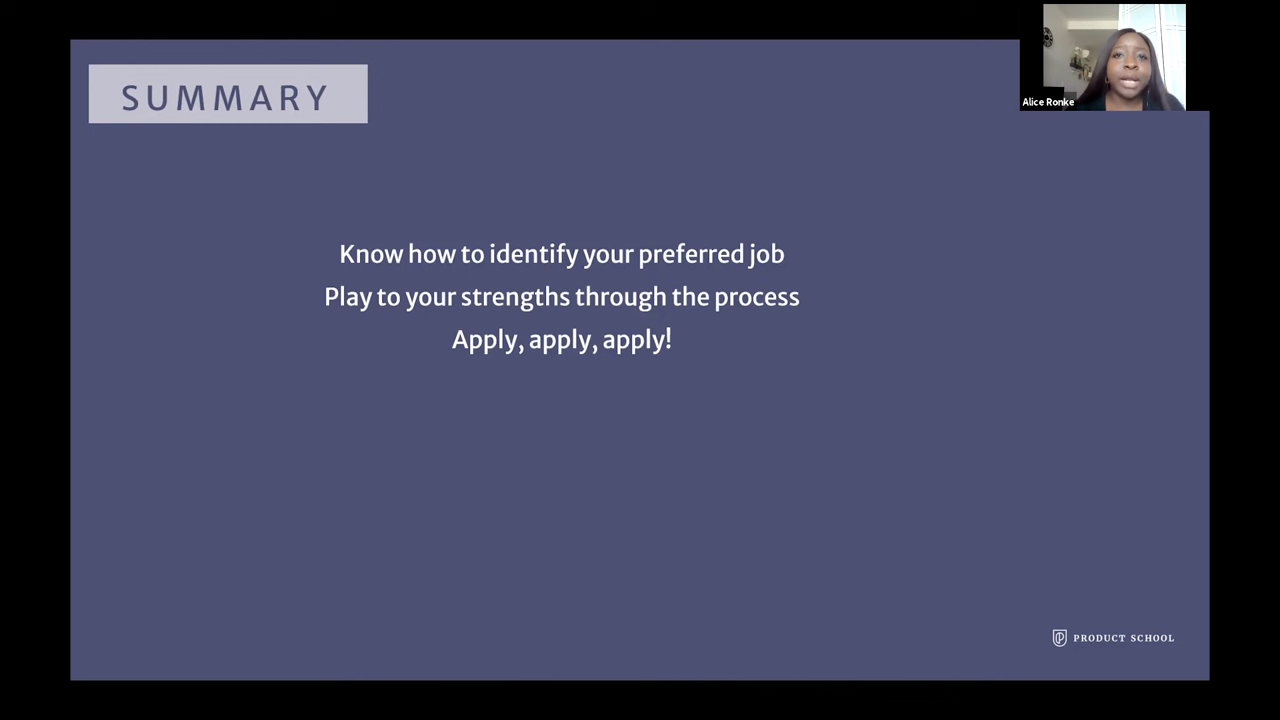 SUMMARY
Alice Ronke
Know how to identify your preferred job
Play to your strengths through the process
Apply, apply, apply!
PRODUCT SCHOOL